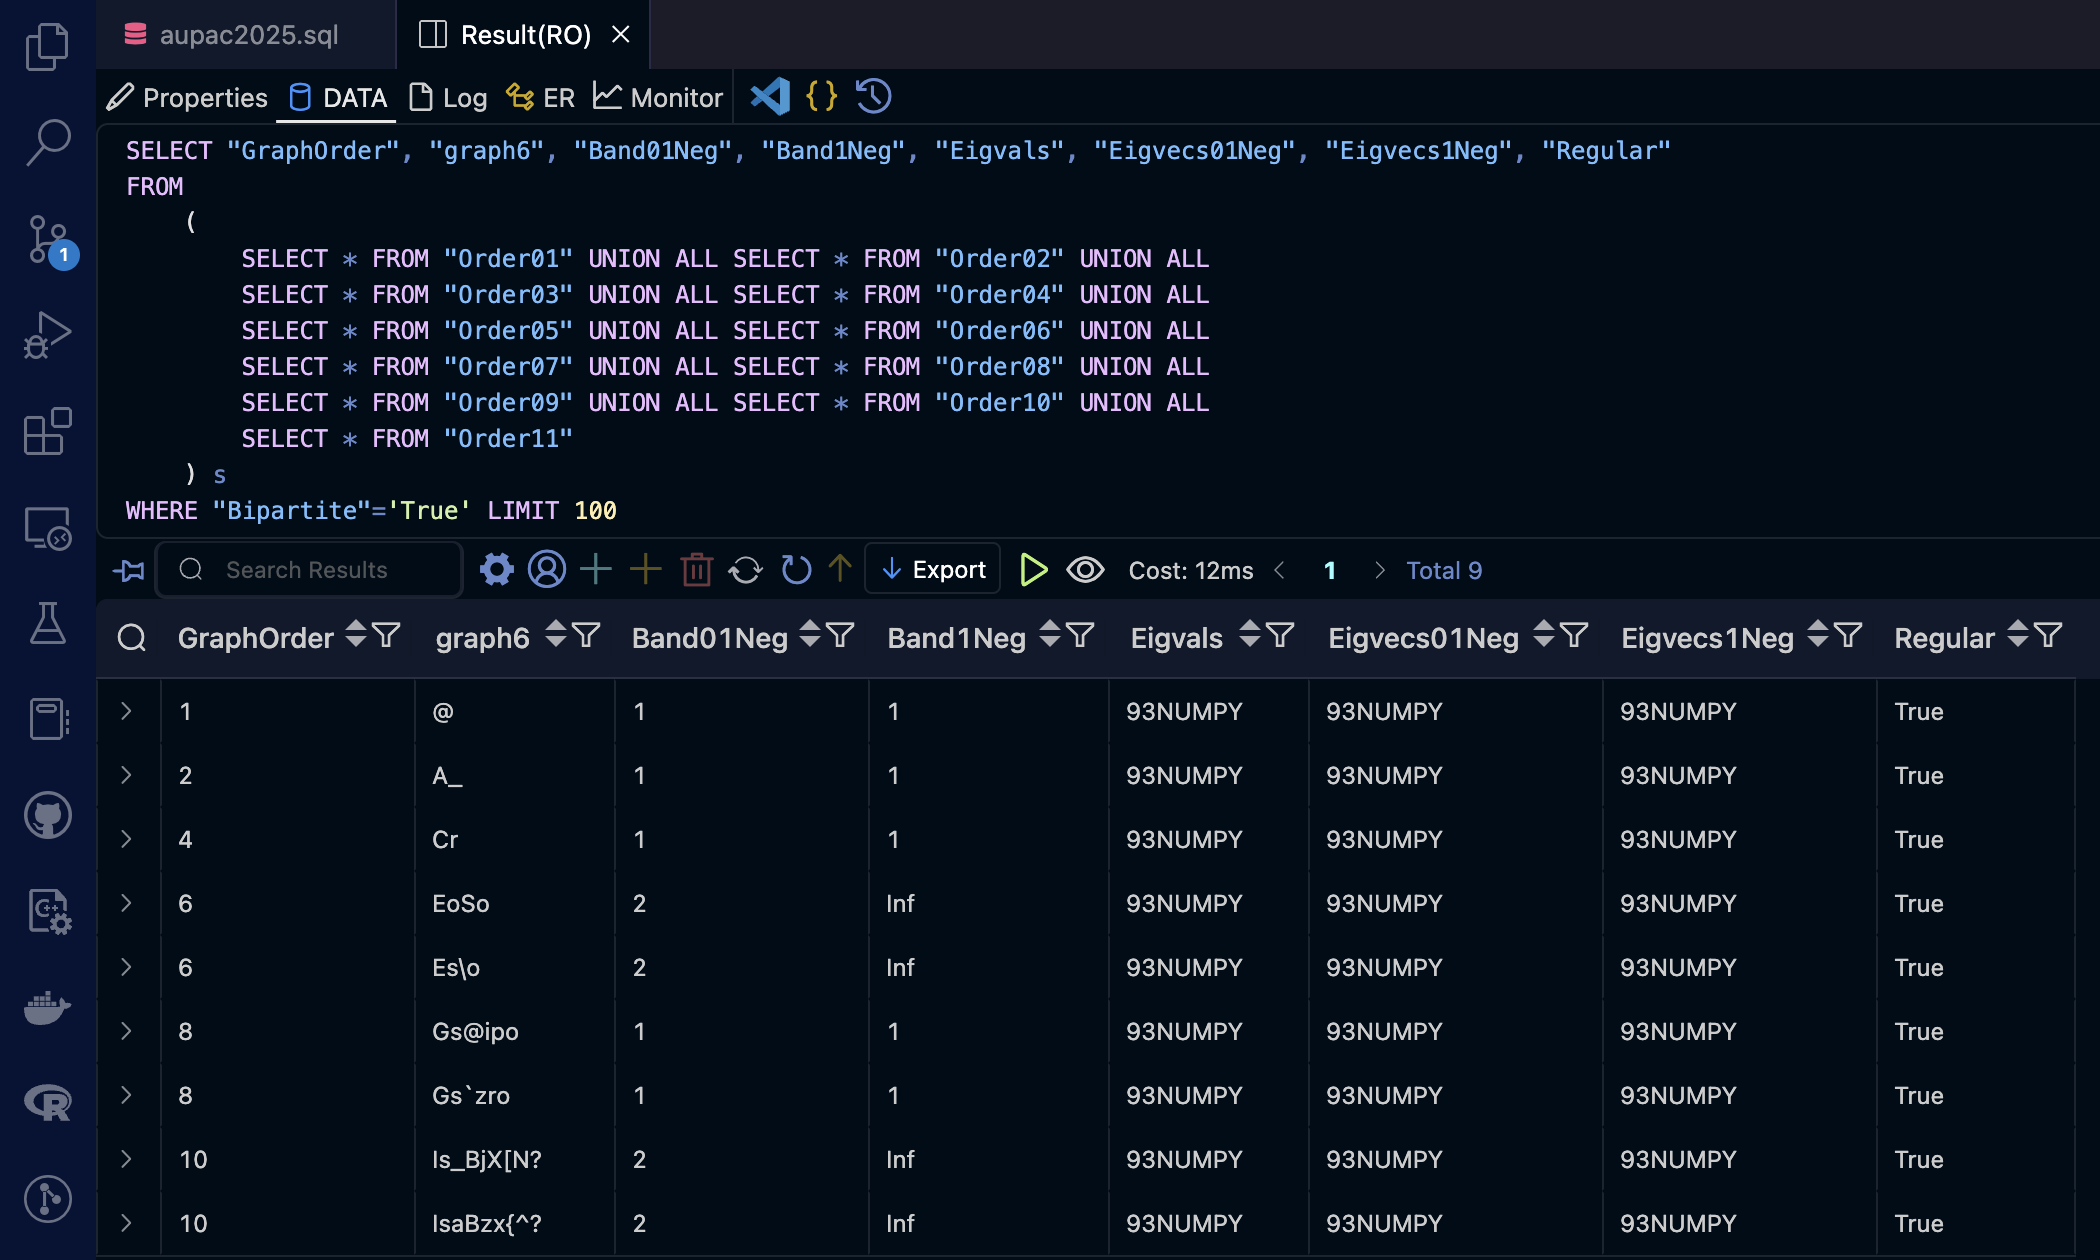 aupac2025.sql Result(RO)
Properties DATA Log ER Monitor
SELECT "GraphOrder", "graph6", "Band01Neg", "Band1Neg", "Eigvals", "Eigvecs01Neg", "Eigvecs1Neg", "Regular"
FROM
(
SELECT * FROM "Order01" UNION ALL SELECT * FROM "Order02" UNION ALL
SELECT * FROM "Order03" UNION ALL SELECT * FROM "Order04" UNION ALL
SELECT * FROM "Order05" UNION ALL SELECT * FROM "Order06" UNION ALL
SELECT * FROM "Order07" UNION ALL SELECT * FROM "Order08" UNION ALL
SELECT * FROM "Order09" UNION ALL SELECT * FROM "Order10" UNION ALL
SELECT * FROM "Order11"
) s
WHERE "Bipartite"='True' LIMIT 100
1
Search Results Export Cost: 12ms < 1 > Total 9
GraphOrder graph6 Band01Neg Band1Neg Eigvals Eigvecs01Neg Eigvecs1Neg Regular
1 @ 1 1 93NUMPY 93NUMPY 93NUMPY True
2 A_ 1 1 93NUMPY 93NUMPY 93NUMPY True
4 Cr 1 1 93NUMPY 93NUMPY 93NUMPY True
6 EoSo 2 Inf 93NUMPY 93NUMPY 93NUMPY True
6 Es\o 2 Inf 93NUMPY 93NUMPY 93NUMPY True
8 Gs@ipo 1 1 93NUMPY 93NUMPY 93NUMPY True
8 Gs`zro 1 1 93NUMPY 93NUMPY 93NUMPY True
10 Is_BjX[N? 2 Inf 93NUMPY 93NUMPY 93NUMPY True
10 IsaBzx{^? 2 Inf 93NUMPY 93NUMPY 93NUMPY True